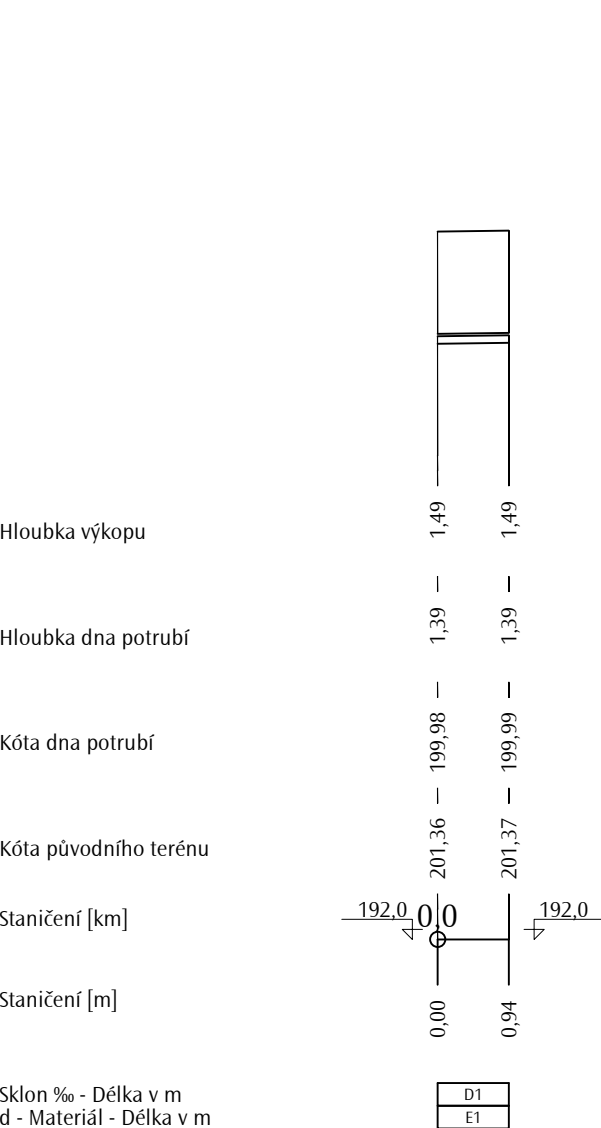 Hloubka výkopu 1,49 1,49
Hloubka dna potrubí 1,39 1,39
Kóta dna potrubí 199,98 199,99
Kóta původního terénu 201,36 201,37
Staničení [km] 192,0 0,0 192,0
Staničení [m] 0,00 0,94
Sklon ‰ - Délka v m D1
d - Materiál - Délka v m E1